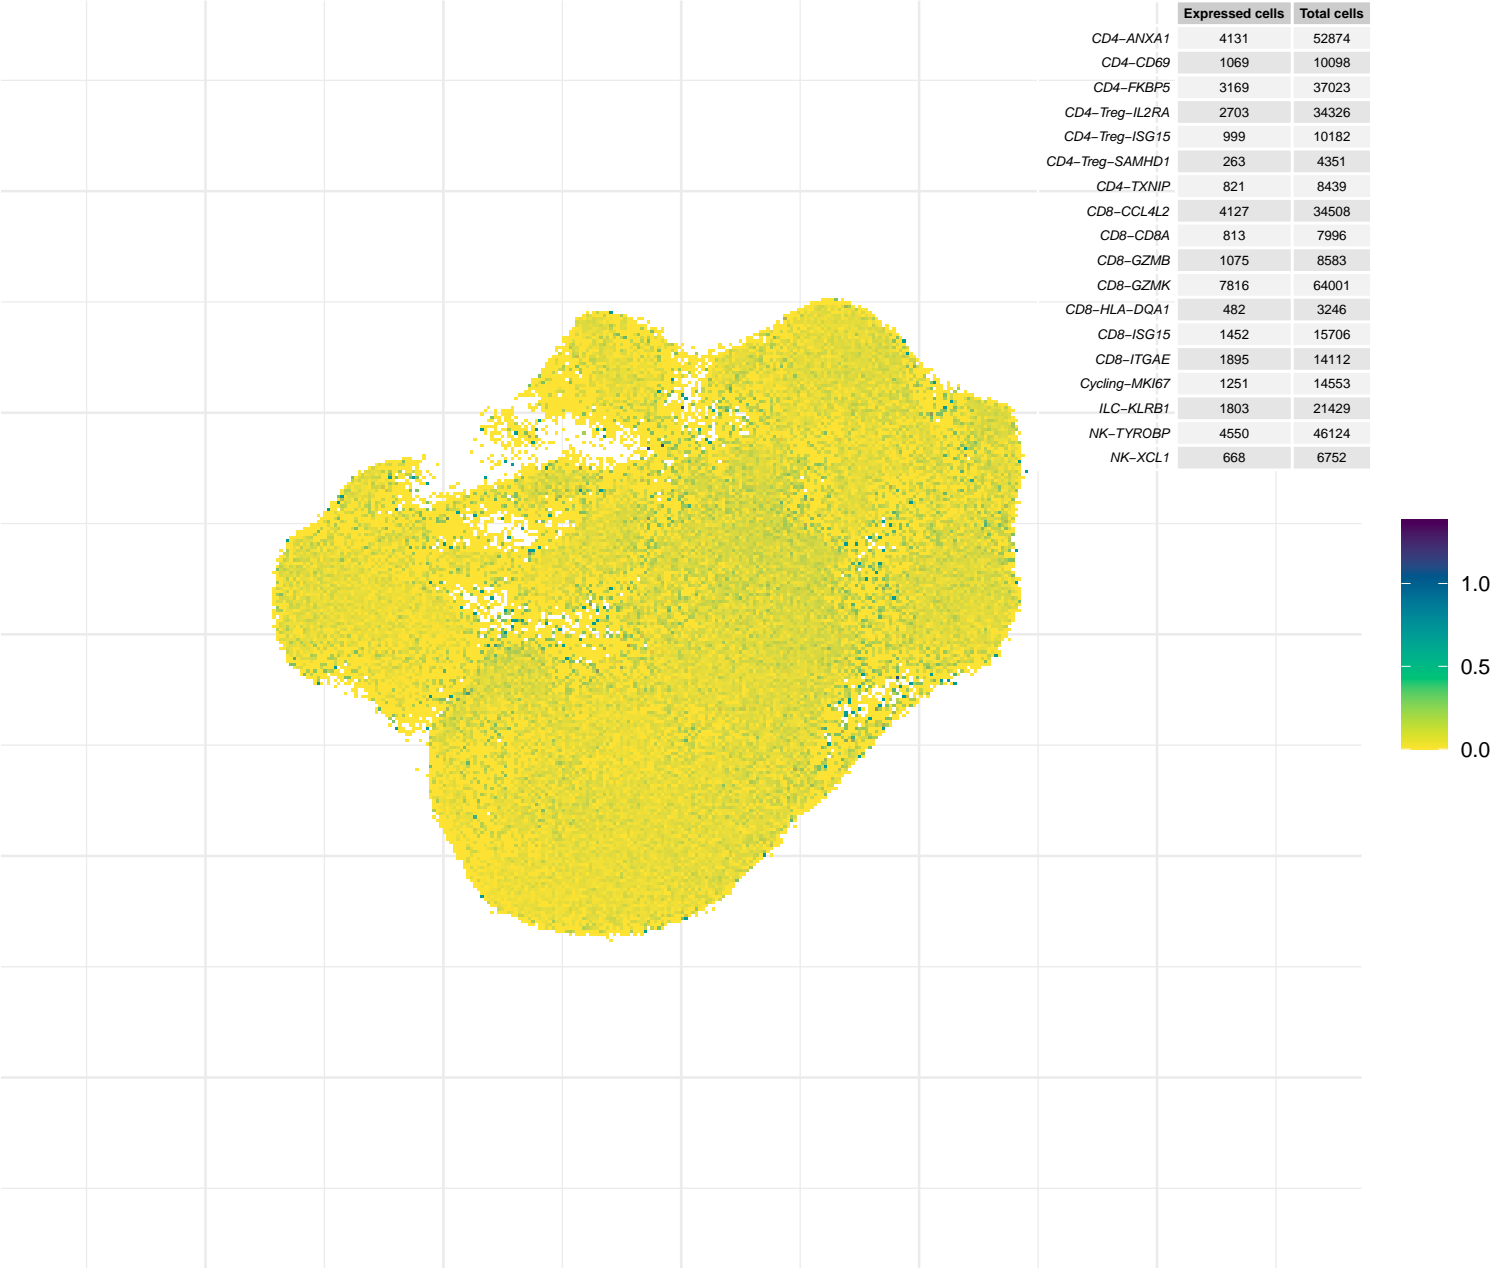 Expressed cells Total cells
CD4−ANXA1 4131 52874
CD4−CD69 1069 10098
CD4−FKBP5 3169 37023
CD4−Treg−IL2RA 2703 34326
CD4−Treg−ISG15 999 10182
CD4−Treg−SAMHD1 263 4351
CD4−TXNIP 821 8439
CD8−CCL4L2 4127 34508
CD8−CD8A 813 7996
CD8−GZMB 1075 8583
CD8−GZMK 7816 64001
CD8−HLA−DQA1 482 3246
CD8−ISG15 1452 15706
CD8−ITGAE 1895 14112
Cycling−MKI67 1251 14553
ILC−KLRB1 1803 21429
NK−TYROBP 4550 46124
NK−XCL1 668 6752
1.0
0.5
0.0